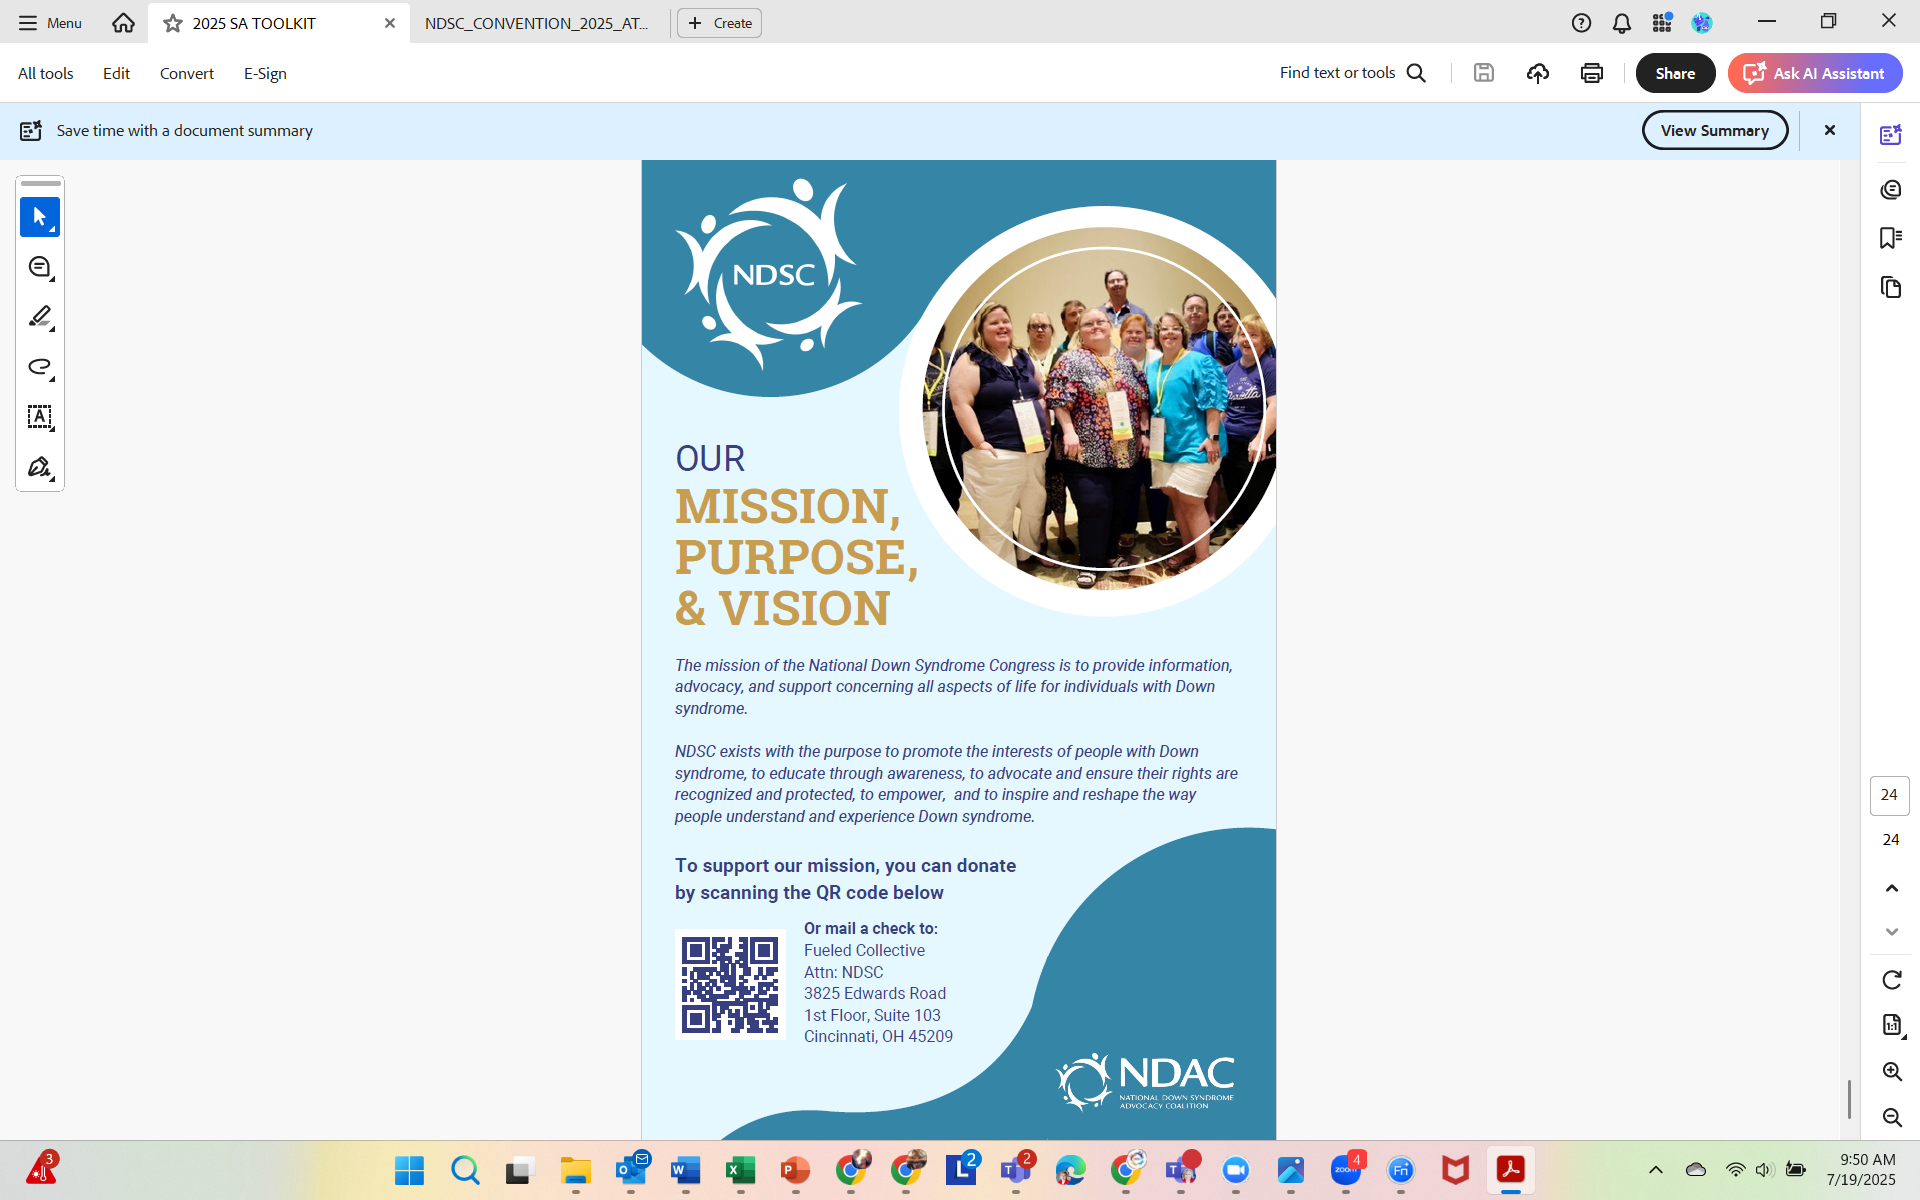 Menu
2025 SA TOOLKIT
NDSC_CONVENTION_2025_AT...
Create
All tools
Edit
Convert
E-Sign
Find text or tools
Share
Ask AI Assistant
Save time with a document summary
View Summary
NDSC
OUR
MISSION,
PURPOSE,
& VISION
The mission of the National Down Syndrome Congress is to provide information,
advocacy, and support concerning all aspects of life for individuals with Down
syndrome.
NDSC exists with the purpose to promote the interests of people with Down
syndrome, to educate through awareness, to advocate and ensure their rights are
recognized and protected, to empower,  and to inspire and reshape the way
people understand and experience Down syndrome.
To support our mission, you can donate
by scanning the QR code below
Or mail a check to:
Fueled Collective
Attn: NDSC
3825 Edwards Road
1st Floor, Suite 103
Cincinnati, OH 45209
NDAC
NATIONAL DOWN SYNDROME
ADVOCACY COALITION
24
24
1:1
3
2
2
zoom
4
9:50 AM
7/19/2025